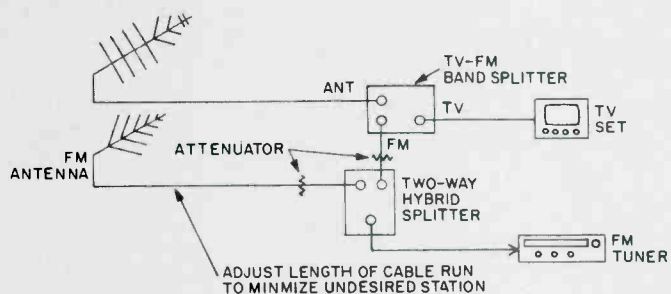 TV-FM
BAND SPLITTER
ANT
TV
TV
SET
FM
FM
ANTENNA
ATTENUATOR
TWO-WAY
HYBRID
SPLITTER
FM
TUNER
ADJUST LENGTH OF CABLE RUN
TO MINMIZE UNDESIRED STATION